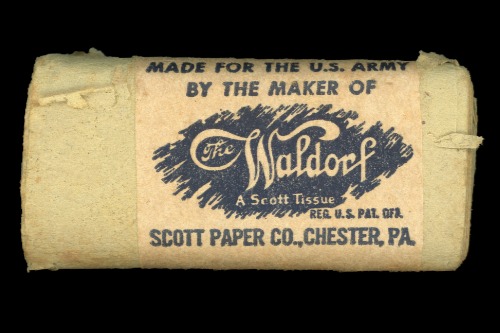 MADE FOR THE U.S. ARMY
BY THE MAKER OF
The Waldorf
A Scott Tissue
REG. U.S. PAT. OFF.
SCOTT PAPER CO., CHESTER, PA.